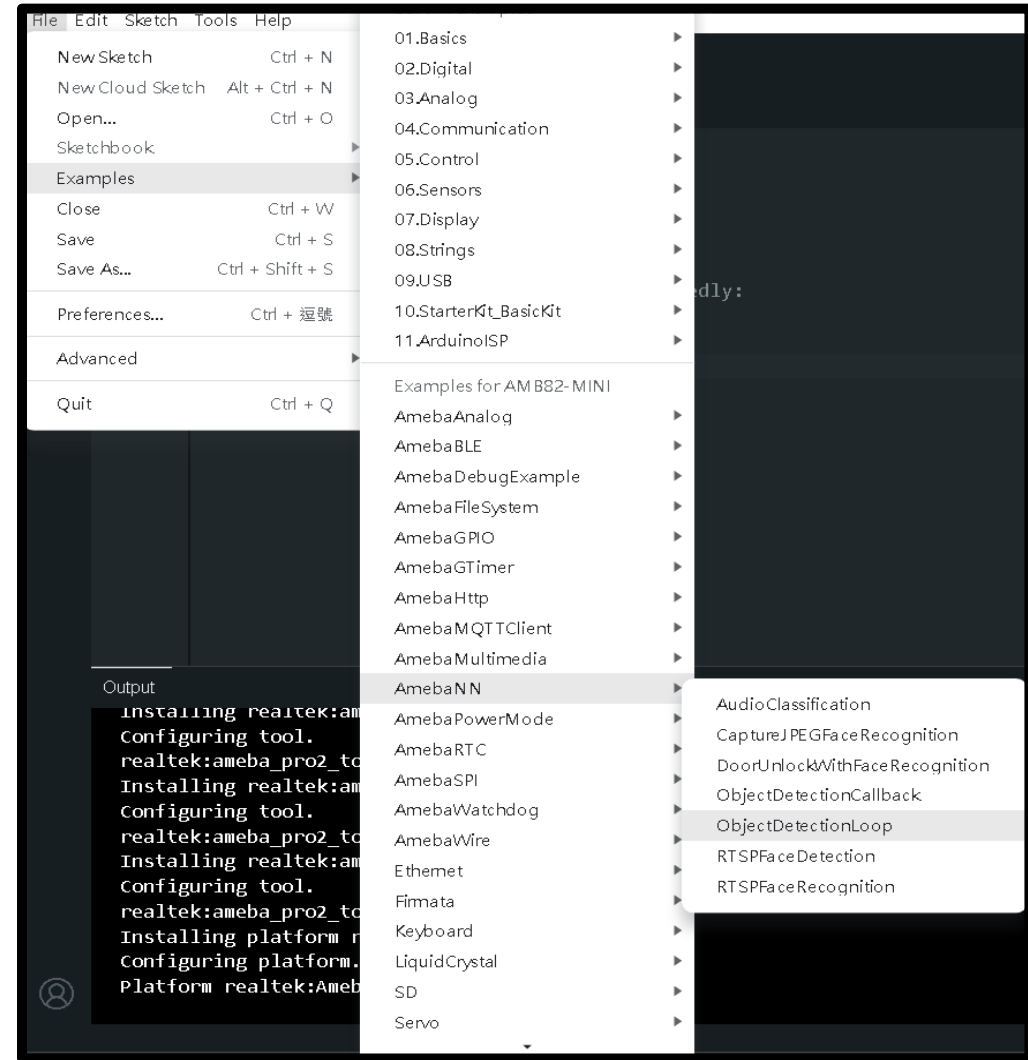 File Edit Sketch Tools Help
New Sketch Ctrl + N
New Cloud Sketch Alt + Ctrl + N
Open... Ctrl + O
Sketchbook
Examples
Close Ctrl + W
Save Ctrl + S
Save As... Ctrl + Shift + S
Preferences... Ctrl + 逗號
Advanced
Quit Ctrl + Q
01.Basics
02.Digital
03.Analog
04.Communication
05.Control
06.Sensors
07.Display
08.Strings
09.USB
10.StarterKit_BasicKit
11.ArduinoISP
Examples for AMB82-MINI
AmebaAnalog
AmebaBLE
AmebaDebugExample
AmebaFileSystem
AmebaGPIO
AmebaGTimer
AmebaHttp
AmebaMQTTClient
AmebaMultimedia
AmebaNN
AmebaPowerMode
AmebaRTC
AmebaSPI
AmebaWatchdog
AmebaWire
Ethernet
Firmata
Keyboard
LiquidCrystal
SD
Servo
AudioClassification
CaptureJPEGFaceRecognition
DoorUnlockWithFaceRecognition
ObjectDetectionCallback
ObjectDetectionLoop
RTSPFaceDetection
RTSPFaceRecognition
edly:
Output
Installing realtek:am
Configuring tool.
realtek:ameba_pro2_to
Installing realtek:am
Configuring tool.
realtek:ameba_pro2_to
Installing realtek:am
Configuring tool.
realtek:ameba_pro2_to
Installing platform r
Configuring platform.
Platform realtek:Ameb